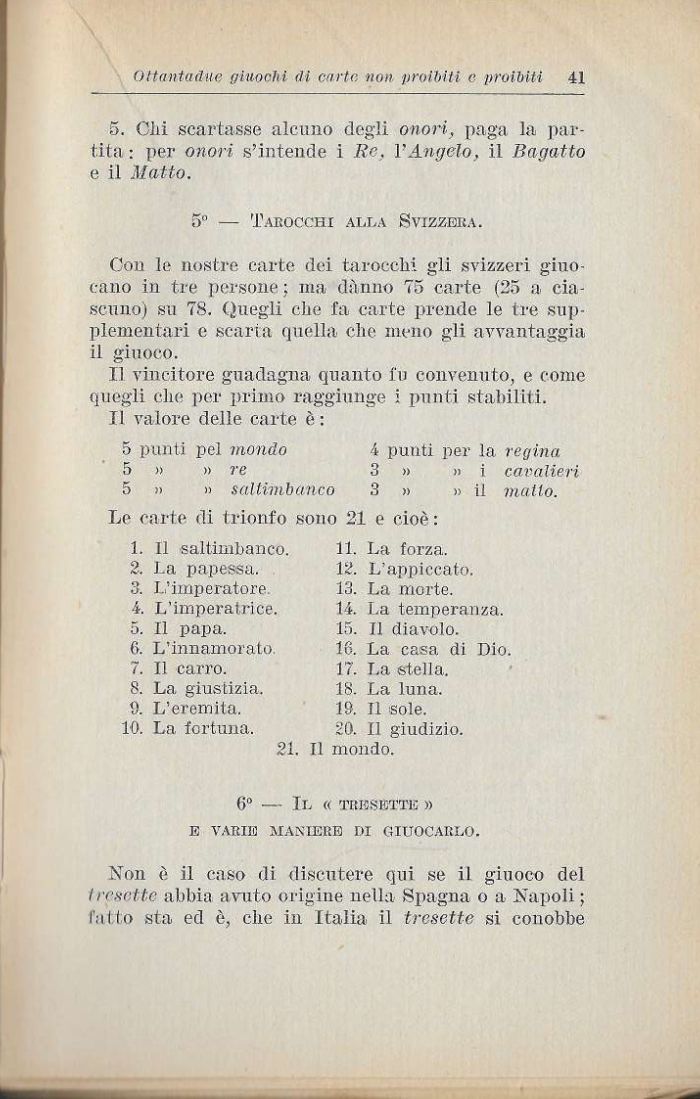 Ottantadue giuochi di carte non proibiti e proibiti 41
5. Chi scartasse alcuno degli onori, paga la par-
tita: per onori s'intende i Re, l'Angelo, il Bagatto
e il Matto.
5º — Tarocchi alla Svizzera.
Con le nostre carte dei tarocchi gli svizzeri giuo-
cano in tre persone; ma dànno 75 carte (25 a cia-
scuno) su 78. Quegli che fa carte prende le tre sup-
plementari e scarta quella che meno gli avvantaggia
il giuoco.
Il vincitore guadagna quanto fu convenuto, e come
quegli che per primo raggiunge i punti stabiliti.
Il valore delle carte è:
5 punti pel mondo 4 punti per la regina
5 » » re 3 » » i cavalieri
5 » » saltimbanco 3 » » il matto.
Le carte di trionfo sono 21 e cioè:
1. Il saltimbanco. 11. La forza.
2. La papessa. 12. L'appiccato.
3. L'imperatore. 13. La morte.
4. L'imperatrice. 14. La temperanza.
5. Il papa. 15. Il diavolo.
6. L'innamorato. 16. La casa di Dio.
7. Il carro. 17. La stella.
8. La giustizia. 18. La luna.
9. L'eremita. 19. Il sole.
10. La fortuna. 20. Il giudizio.
21. Il mondo.
6º — Il « tresette »
e varie maniere di giuocarlo.
Non è il caso di discutere qui se il giuoco del
tresette abbia avuto origine nella Spagna o a Napoli;
fatto sta ed è, che in Italia il tresette si conobbe